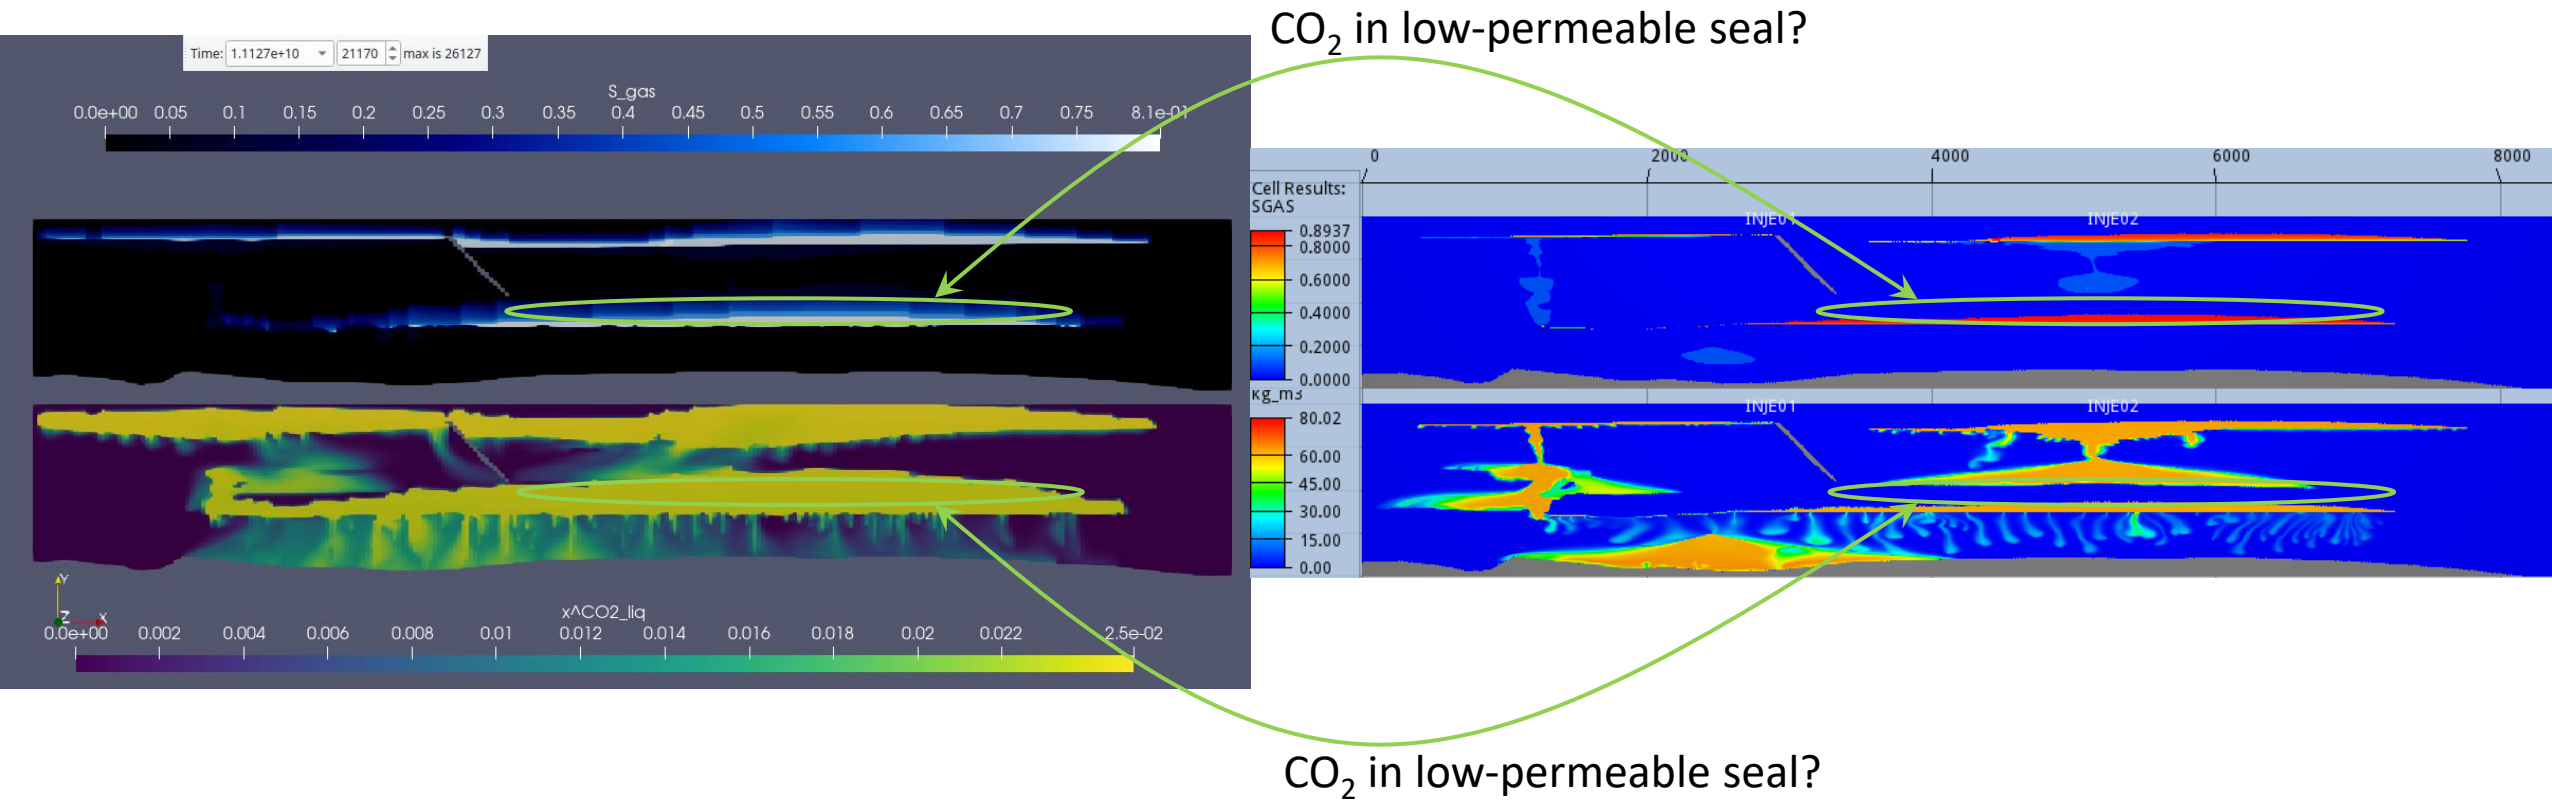 CO2 in low-permeable seal?
Time: 1.1127e+10 21170 max is 26127
S_gas
0.0e+00 0.05 0.1 0.15 0.2 0.25 0.3 0.35 0.4 0.45 0.5 0.55 0.6 0.65 0.7 0.75 8.1e-01
0 2000 4000 6000 8000
Cell Results:
SGAS
INJE01 INJE02
0.8937
0.8000
0.6000
0.4000
0.2000
0.0000
kg_m3
INJE01 INJE02
80.02
60.00
45.00
30.00
15.00
0.00
Y
Z X
x^CO2_liq
0.0e+00 0.002 0.004 0.006 0.008 0.01 0.012 0.014 0.016 0.018 0.02 0.022 2.5e-02
CO2 in low-permeable seal?